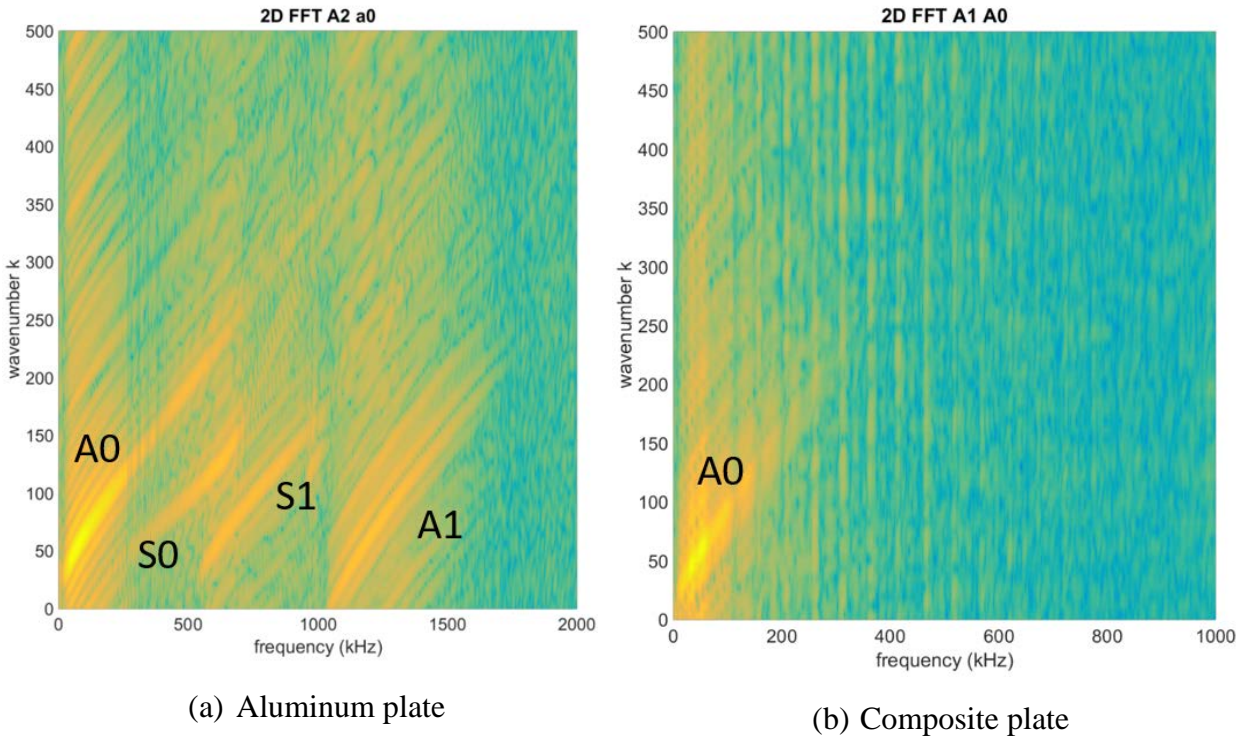 2D FFT A2 a0
500
450
400
350
300
250
200
150
100
50
0
wavenumber k
A0
S0
S1
A1
0
500
1000
1500
2000
frequency (kHz)
(a) Aluminum plate
2D FFT A1 A0
500
450
400
350
300
250
200
150
100
50
0
wavenumber k
A0
0
200
400
600
800
1000
frequency (kHz)
(b) Composite plate